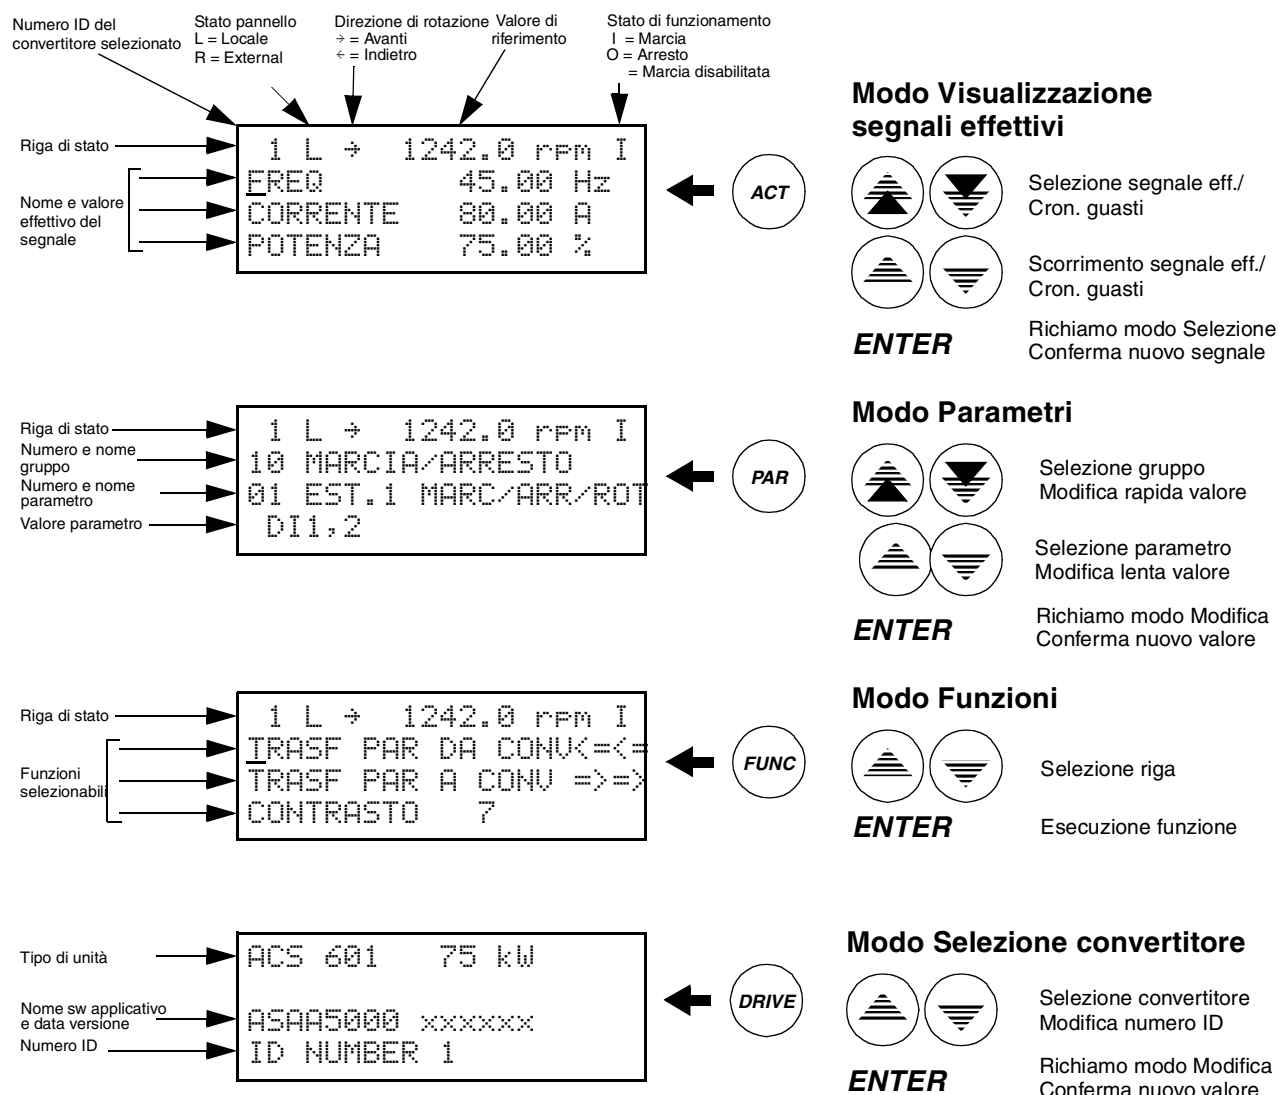 Numero ID del
convertitore selezionato
Stato pannello
L = Locale
R = External
Direzione di rotazione
→ = Avanti
← = Indietro
Valore di
riferimento
Stato di funzionamento
I = Marcia
O = Arresto
= Marcia disabilitata
Riga di stato
Nome e valore
effettivo del
segnale
1 L → 1242.0 rpm I
FREQ 45.00 Hz
CORRENTE 80.00 A
POTENZA 75.00 %
ACT
Modo Visualizzazione
segnali effettivi
Selezione segnale eff./
Cron. guasti
Scorrimento segnale eff./
Cron. guasti
ENTER
Richiamo modo Selezione
Conferma nuovo segnale
Riga di stato
Numero e nome
gruppo
Numero e nome
parametro
Valore parametro
1 L → 1242.0 rpm I
10 MARCIA/ARRESTO
01 EST.1 MARC/ARR/ROT
DI1,2
PAR
Modo Parametri
Selezione gruppo
Modifica rapida valore
Selezione parametro
Modifica lenta valore
ENTER
Richiamo modo Modifica
Conferma nuovo valore
Riga di stato
Funzioni
selezionabili
1 L → 1242.0 rpm I
TRASF PAR DA CONV<=<=
TRASF PAR A CONV =>=>
CONTRASTO 7
FUNC
Modo Funzioni
Selezione riga
ENTER
Esecuzione funzione
Tipo di unità
Nome sw applicativo
e data versione
Numero ID
ACS 601 75 kW
ASAA5000 xxxxxx
ID NUMBER 1
DRIVE
Modo Selezione convertitore
Selezione convertitore
Modifica numero ID
ENTER
Richiamo modo Modifica
Conferma nuovo valore